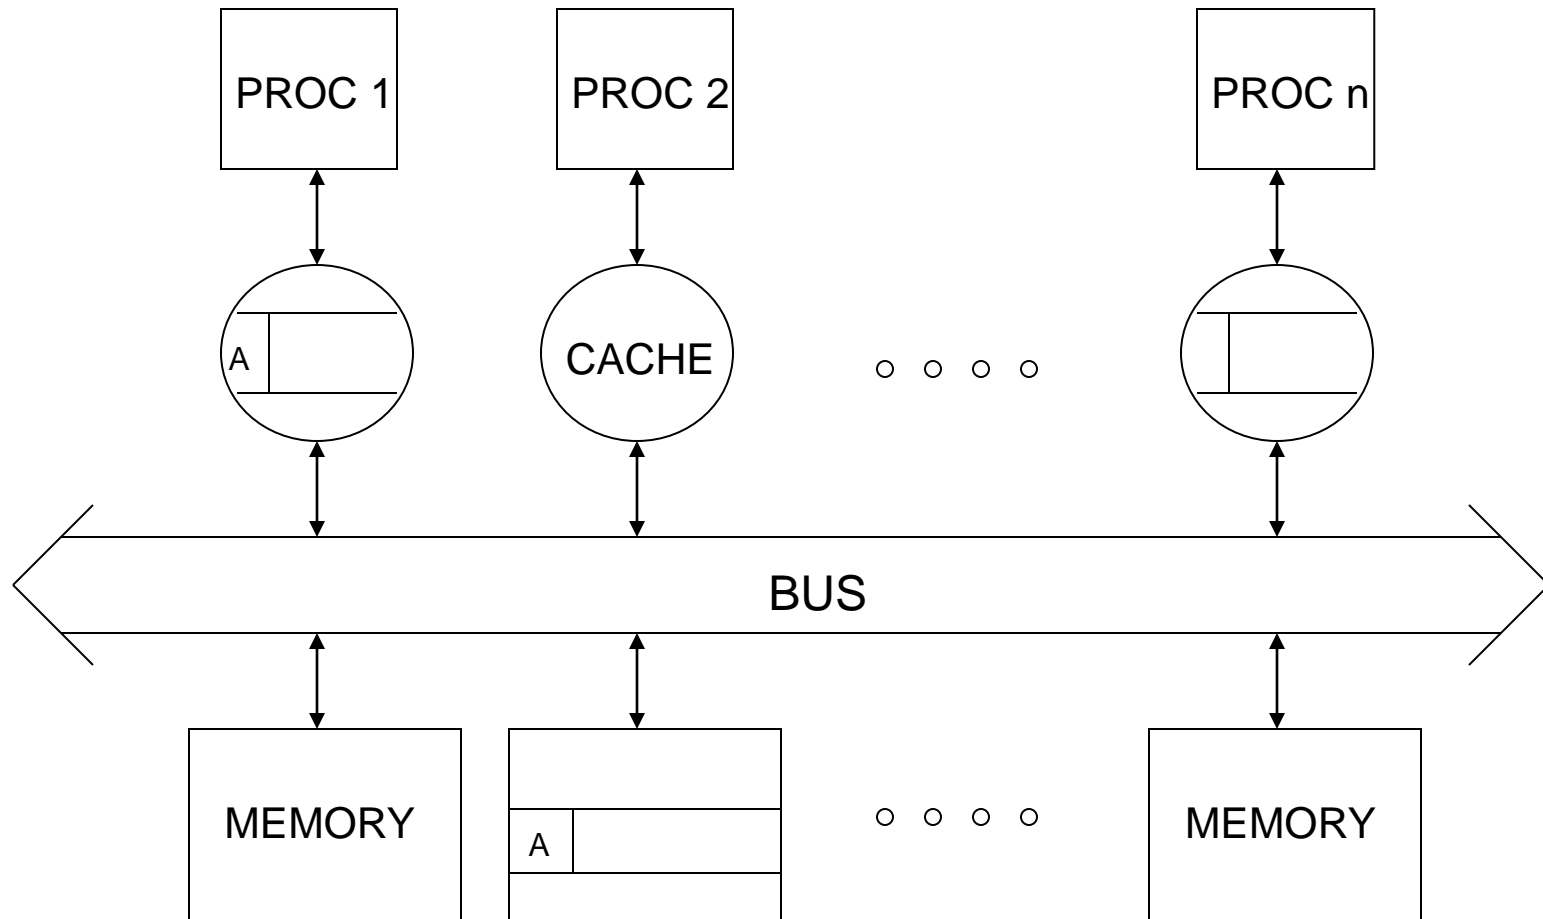 PROC 1
PROC 2
PROC n
A
CACHE
BUS
MEMORY
A
MEMORY